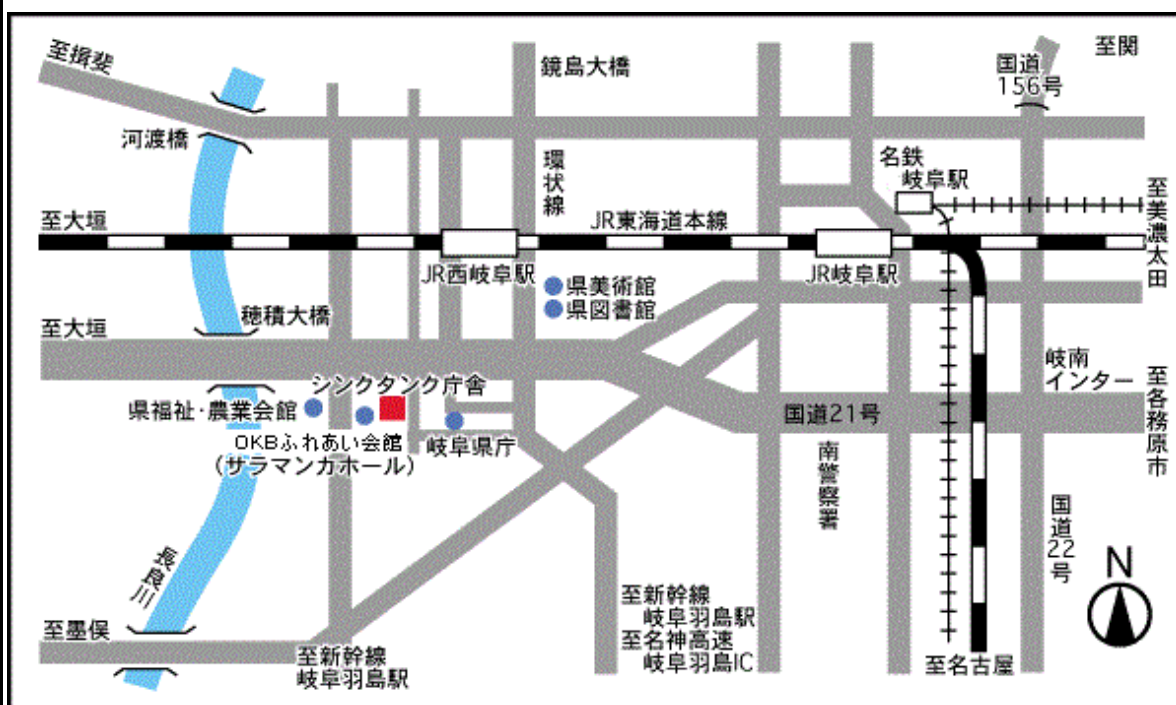 至揖斐
鏡島大橋
国道
156号
至関
河渡橋
環状線
名鉄
岐阜駅
至美濃太田
至大垣
JR東海道本線
JR西岐阜駅
JR岐阜駅
県美術館
県図書館
穂積大橋
至大垣
岐南
インター
至各務原市
シンクタンク庁舎
県福祉・農業会館
国道21号
OKBふれあい会館
(サラマンカホール)
岐阜県庁
南警察署
国道22号
長良川
N
至新幹線
岐阜羽島駅
至名神高速
岐阜羽島IC
至墨俣
至新幹線
岐阜羽島駅
至名古屋